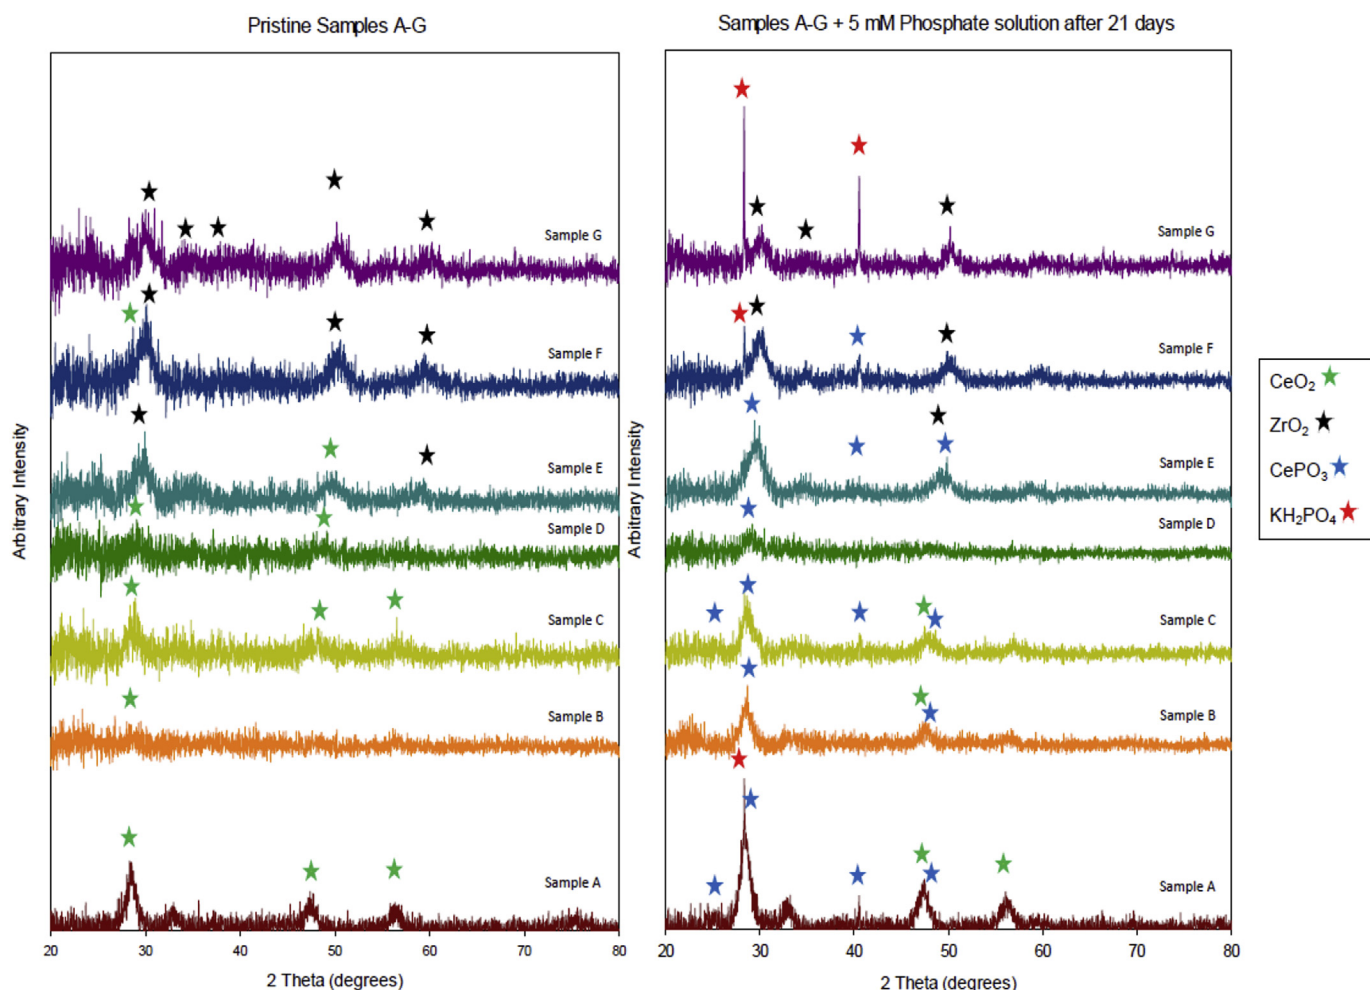 Pristine Samples A-G
Samples A-G + 5 mM Phosphate solution after 21 days
Arbitrary Intensity
Sample G
Sample F
Sample E
Sample D
Sample C
Sample B
Sample A
20 30 40 50 60 70 80
2 Theta (degrees)
Arbitrary Intensity
Sample G
Sample F
Sample E
Sample D
Sample C
Sample B
Sample A
20 30 40 50 60 70 80
2 Theta (degrees)
CeO₂
ZrO₂
CePO₃
KH₂PO₄